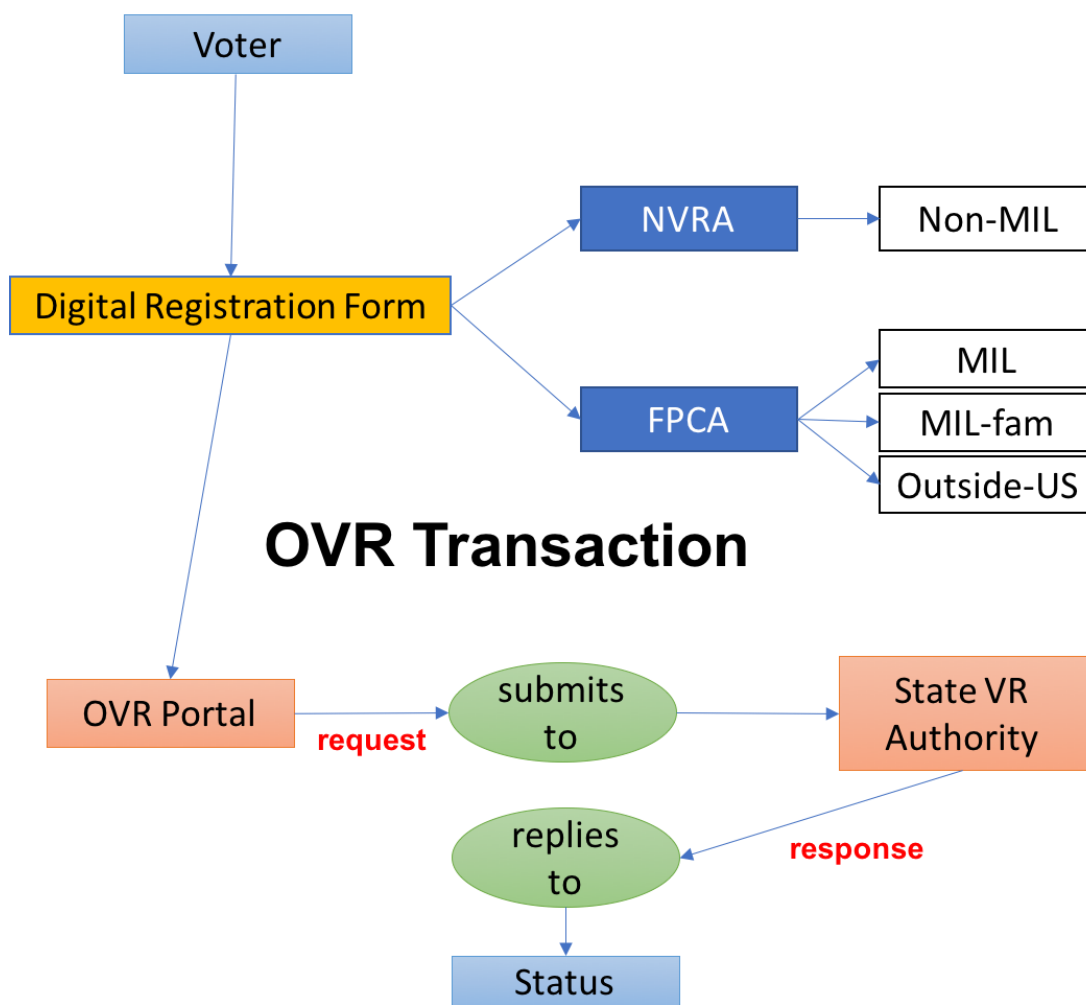 Voter
NVRA
Non-MIL
Digital Registration Form
MIL
FPCA
MIL-fam
Outside-US
OVR Transaction
OVR Portal
request
submits
to
State VR
Authority
replies
to
response
Status